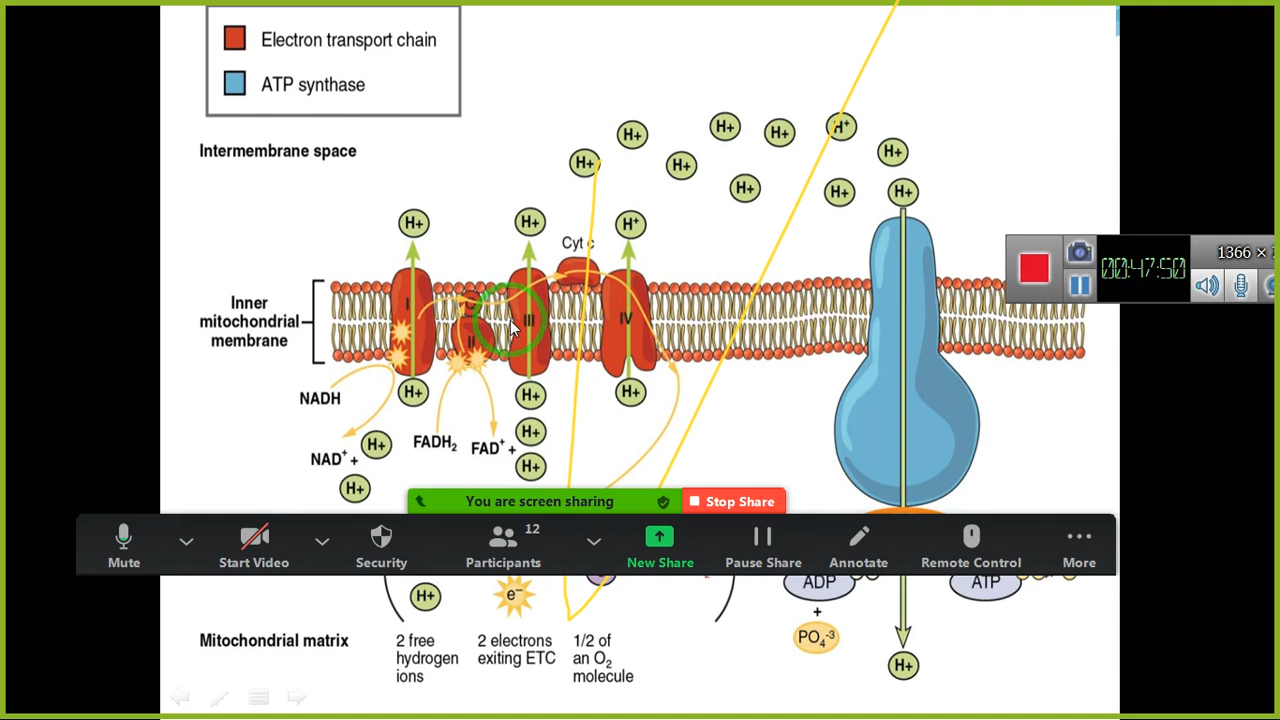 Electron transport chain
ATP synthase
Intermembrane space
H+ H+ H+ H+ H+ H+ H+ H+ H+ H+
H+ H+ H+
Cyt c
00:47:50
1366 ×
Inner
mitochondrial
membrane
I II III IV
H+ H+ H+
NADH
NAD⁺ + H+
H+
FADH₂
FAD⁺ + H+
H+
You are screen sharing
Stop Share
Mute
Start Video
Security
Participants
12
New Share
Pause Share
Annotate
Remote Control
More
H+
e⁻
2 free
hydrogen
ions
2 electrons
exiting ETC
1/2 of
an O₂
molecule
ADP
+
PO₄⁻³
ATP
Mitochondrial matrix
H+